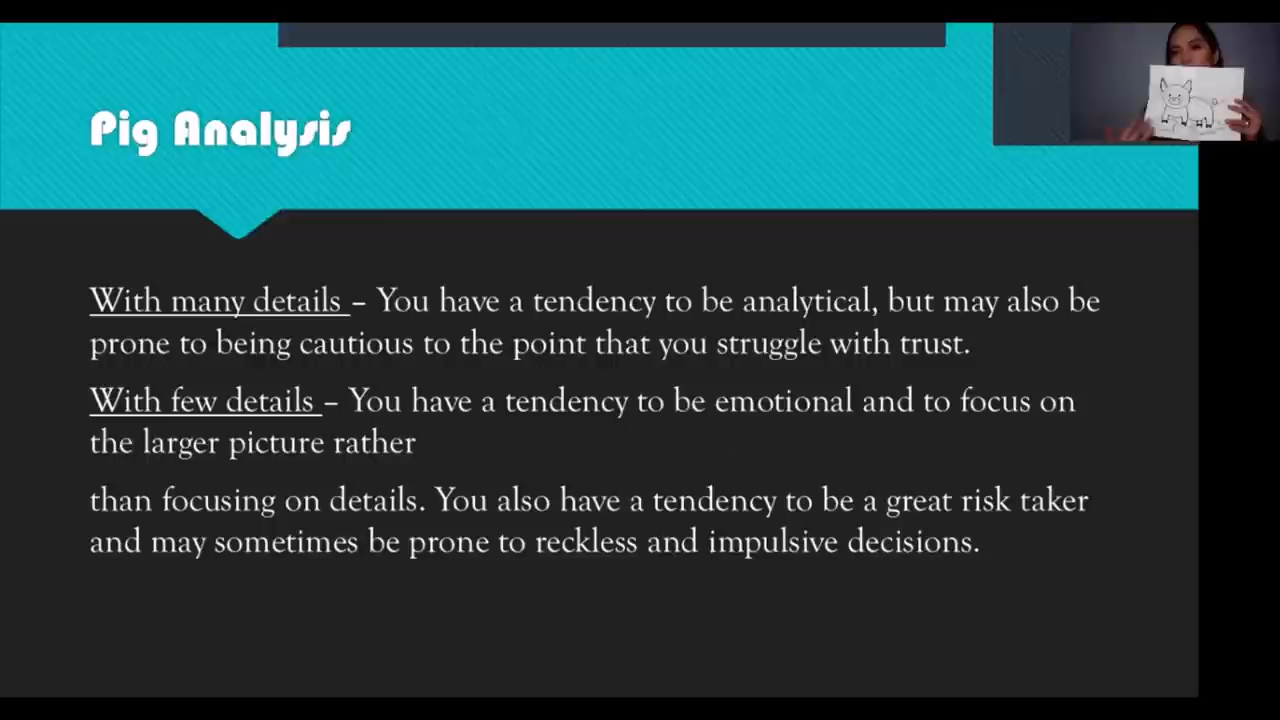 Pig Analysis
With many details – You have a tendency to be analytical, but may also be
prone to being cautious to the point that you struggle with trust.
With few details – You have a tendency to be emotional and to focus on
the larger picture rather
than focusing on details. You also have a tendency to be a great risk taker
and may sometimes be prone to reckless and impulsive decisions.